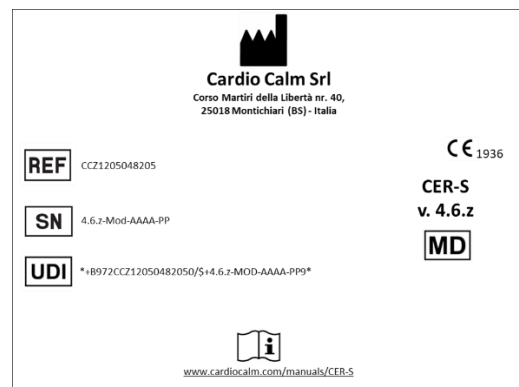 Cardio Calm Srl
Corso Martiri della Libertà nr. 40,
25018 Montichiari (BS) - Italia
CE 1936
REF CCZ1205048205
CER-S
v. 4.6.z
SN 4.6.z-Mod-AAAA-PP
MD
UDI *+B972CCZ12050482050/$+4.6.z-MOD-AAAA-PP9*
i
www.cardiocalm.com/manuals/CER-S